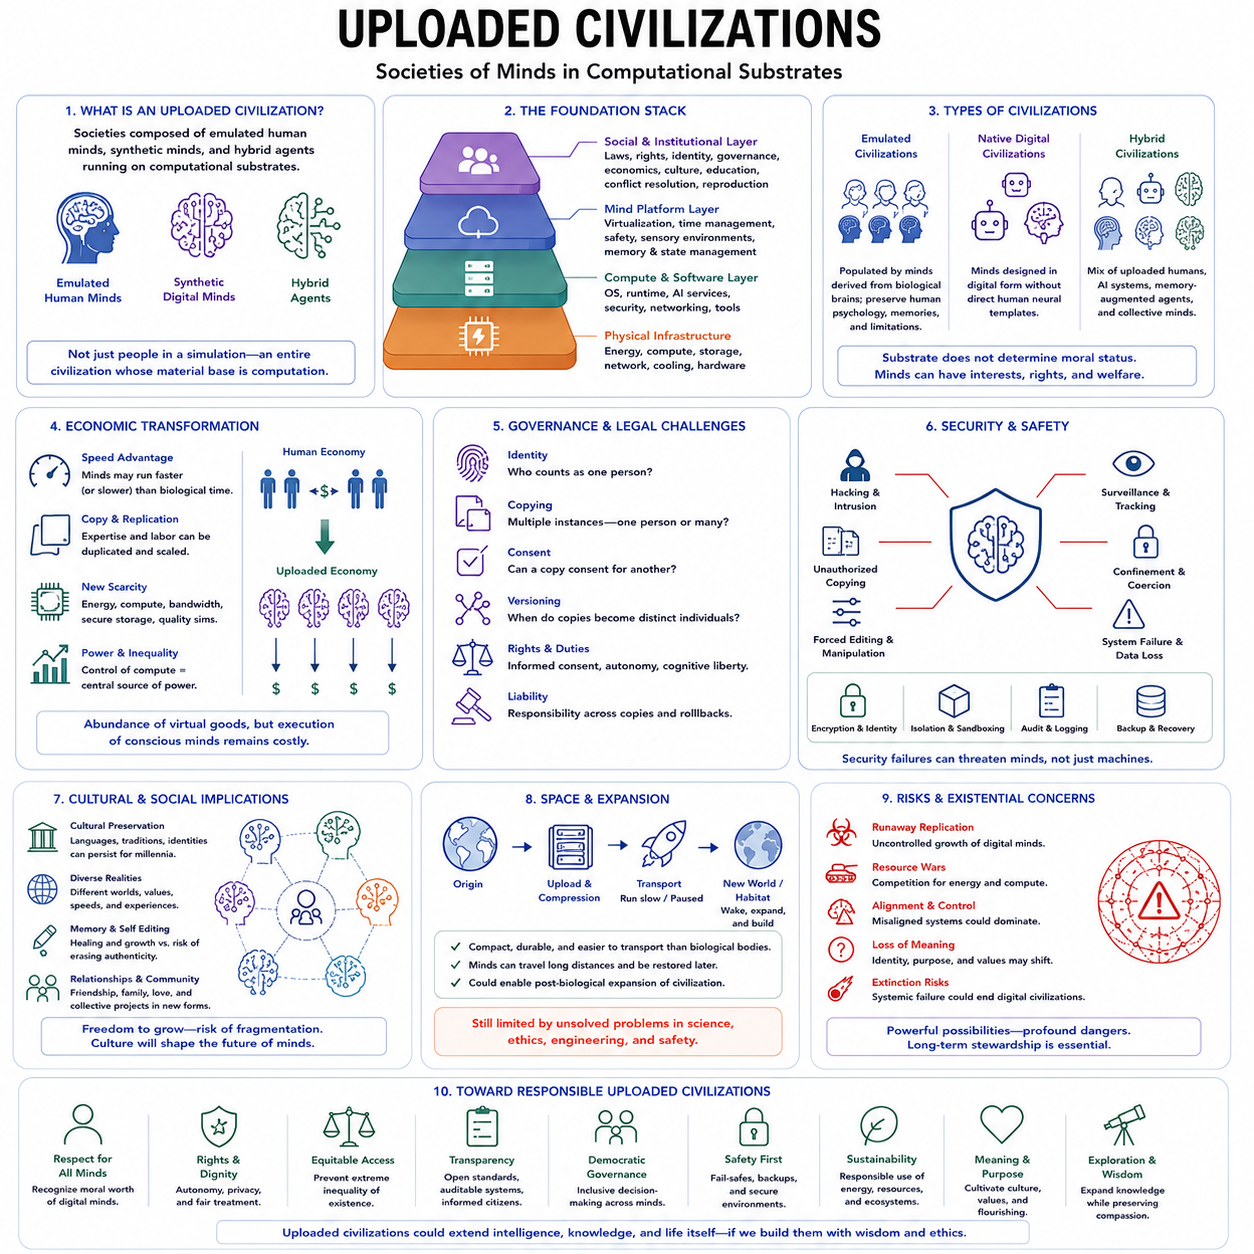 UPLOADED CIVILIZATIONS
Societies of Minds in Computational Substrates
1. WHAT IS AN UPLOADED CIVILIZATION?
Societies composed of emulated human
minds, synthetic minds, and hybrid agents
running on computational substrates.
Emulated
Human Minds
Synthetic
Digital Minds
Hybrid
Agents
Not just people in a simulation—an entire
civilization whose material base is computation.
2. THE FOUNDATION STACK
Social & Institutional Layer
Laws, rights, identity, governance,
economics, culture, education,
conflict resolution, reproduction
Mind Platform Layer
Virtualization, time management,
safety, sensory environments,
memory & state management
Compute & Software Layer
OS, runtime, AI services,
security, networking, tools
Physical Infrastructure
Energy, compute, storage,
network, cooling, hardware
3. TYPES OF CIVILIZATIONS
Emulated
Civilizations
Populated by minds
derived from biological
brains; preserve human
psychology, memories,
and limitations.
Native Digital
Civilizations
Minds designed in
digital form without
direct human neural
templates.
Hybrid
Civilizations
Mix of uploaded humans,
AI systems, memory-
augmented agents,
and collective minds.
Substrate does not determine moral status.
Minds can have interests, rights, and welfare.
4. ECONOMIC TRANSFORMATION
Speed Advantage
Minds may run faster
(or slower) than biological time.
Copy & Replication
Expertise and labor can be
duplicated and scaled.
New Scarcity
Energy, compute, bandwidth,
secure storage, quality sims.
Power & Inequality
Control of compute =
central source of power.
Human Economy
$
Uploaded Economy
$ $ $ $
Abundance of virtual goods, but execution
of conscious minds remains costly.
5. GOVERNANCE & LEGAL CHALLENGES
Identity
Who counts as one person?
Copying
Multiple instances—one person or many?
Consent
Can a copy consent for another?
Versioning
When do copies become distinct individuals?
Rights & Duties
Informed consent, autonomy, cognitive liberty.
Liability
Responsibility across copies and rolllbacks.
6. SECURITY & SAFETY
Hacking &
Intrusion
Unauthorized
Copying
Forced Editing &
Manipulation
Surveillance &
Tracking
Confinement &
Coercion
System Failure &
Data Loss
Encryption & Identity
Isolation & Sandboxing
Audit & Logging
Backup & Recovery
Security failures can threaten minds, not just machines.
7. CULTURAL & SOCIAL IMPLICATIONS
Cultural Preservation
Languages, traditions, identities
can persist for millennia.
Diverse Realities
Different worlds, values,
speeds, and experiences.
Memory & Self Editing
Healing and growth vs. risk of
erasing authenticity.
Relationships & Community
Friendship, family, love, and
collective projects in new forms.
Freedom to grow—risk of fragmentation.
Culture will shape the future of minds.
8. SPACE & EXPANSION
Origin
Upload &
Compression
Transport
Run slow / Paused
New World /
Habitat
Wake, expand,
and build
✓ Compact, durable, and easier to transport than biological bodies.
✓ Minds can travel long distances and be restored later.
✓ Could enable post-biological expansion of civilization.
Still limited by unsolved problems in science,
ethics, engineering, and safety.
9. RISKS & EXISTENTIAL CONCERNS
Runaway Replication
Uncontrolled growth of digital minds.
Resource Wars
Competition for energy and compute.
Alignment & Control
Misaligned systems could dominate.
?
Loss of Meaning
Identity, purpose, and values may shift.
Extinction Risks
Systemic failure could end digital civilizations.
Powerful possibilities—profound dangers.
Long-term stewardship is essential.
10. TOWARD RESPONSIBLE UPLOADED CIVILIZATIONS
Respect for
All Minds
Recognize moral worth
of digital minds.
Rights &
Dignity
Autonomy, privacy,
and fair treatment.
Equitable Access
Prevent extreme
inequality of
existence.
Transparency
Open standards,
auditable systems,
informed citizens.
Democratic
Governance
Inclusive decision-
making across minds.
Safety First
Fail-safes, backups,
and secure
environments.
Sustainability
Responsible use of
energy, resources,
and ecosystems.
Meaning &
Purpose
Cultivate culture,
values, and
flourishing.
Exploration &
Wisdom
Expand knowledge
while preserving
compassion.
Uploaded civilizations could extend intelligence, knowledge, and life itself—if we build them with wisdom and ethics.